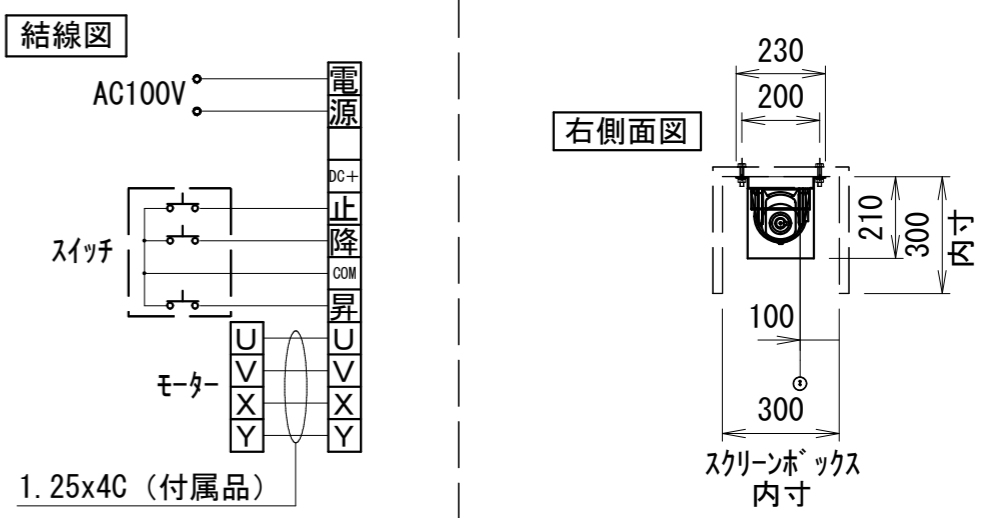 結線図
AC100V
電
源
DC+
止
降
COM
昇
スイッチ
U U
V V
モーター
X X
Y Y
1.25x4C (付属品)
右側面図
230
200
210
300
内寸
100
300
スクリーンボックス
内寸